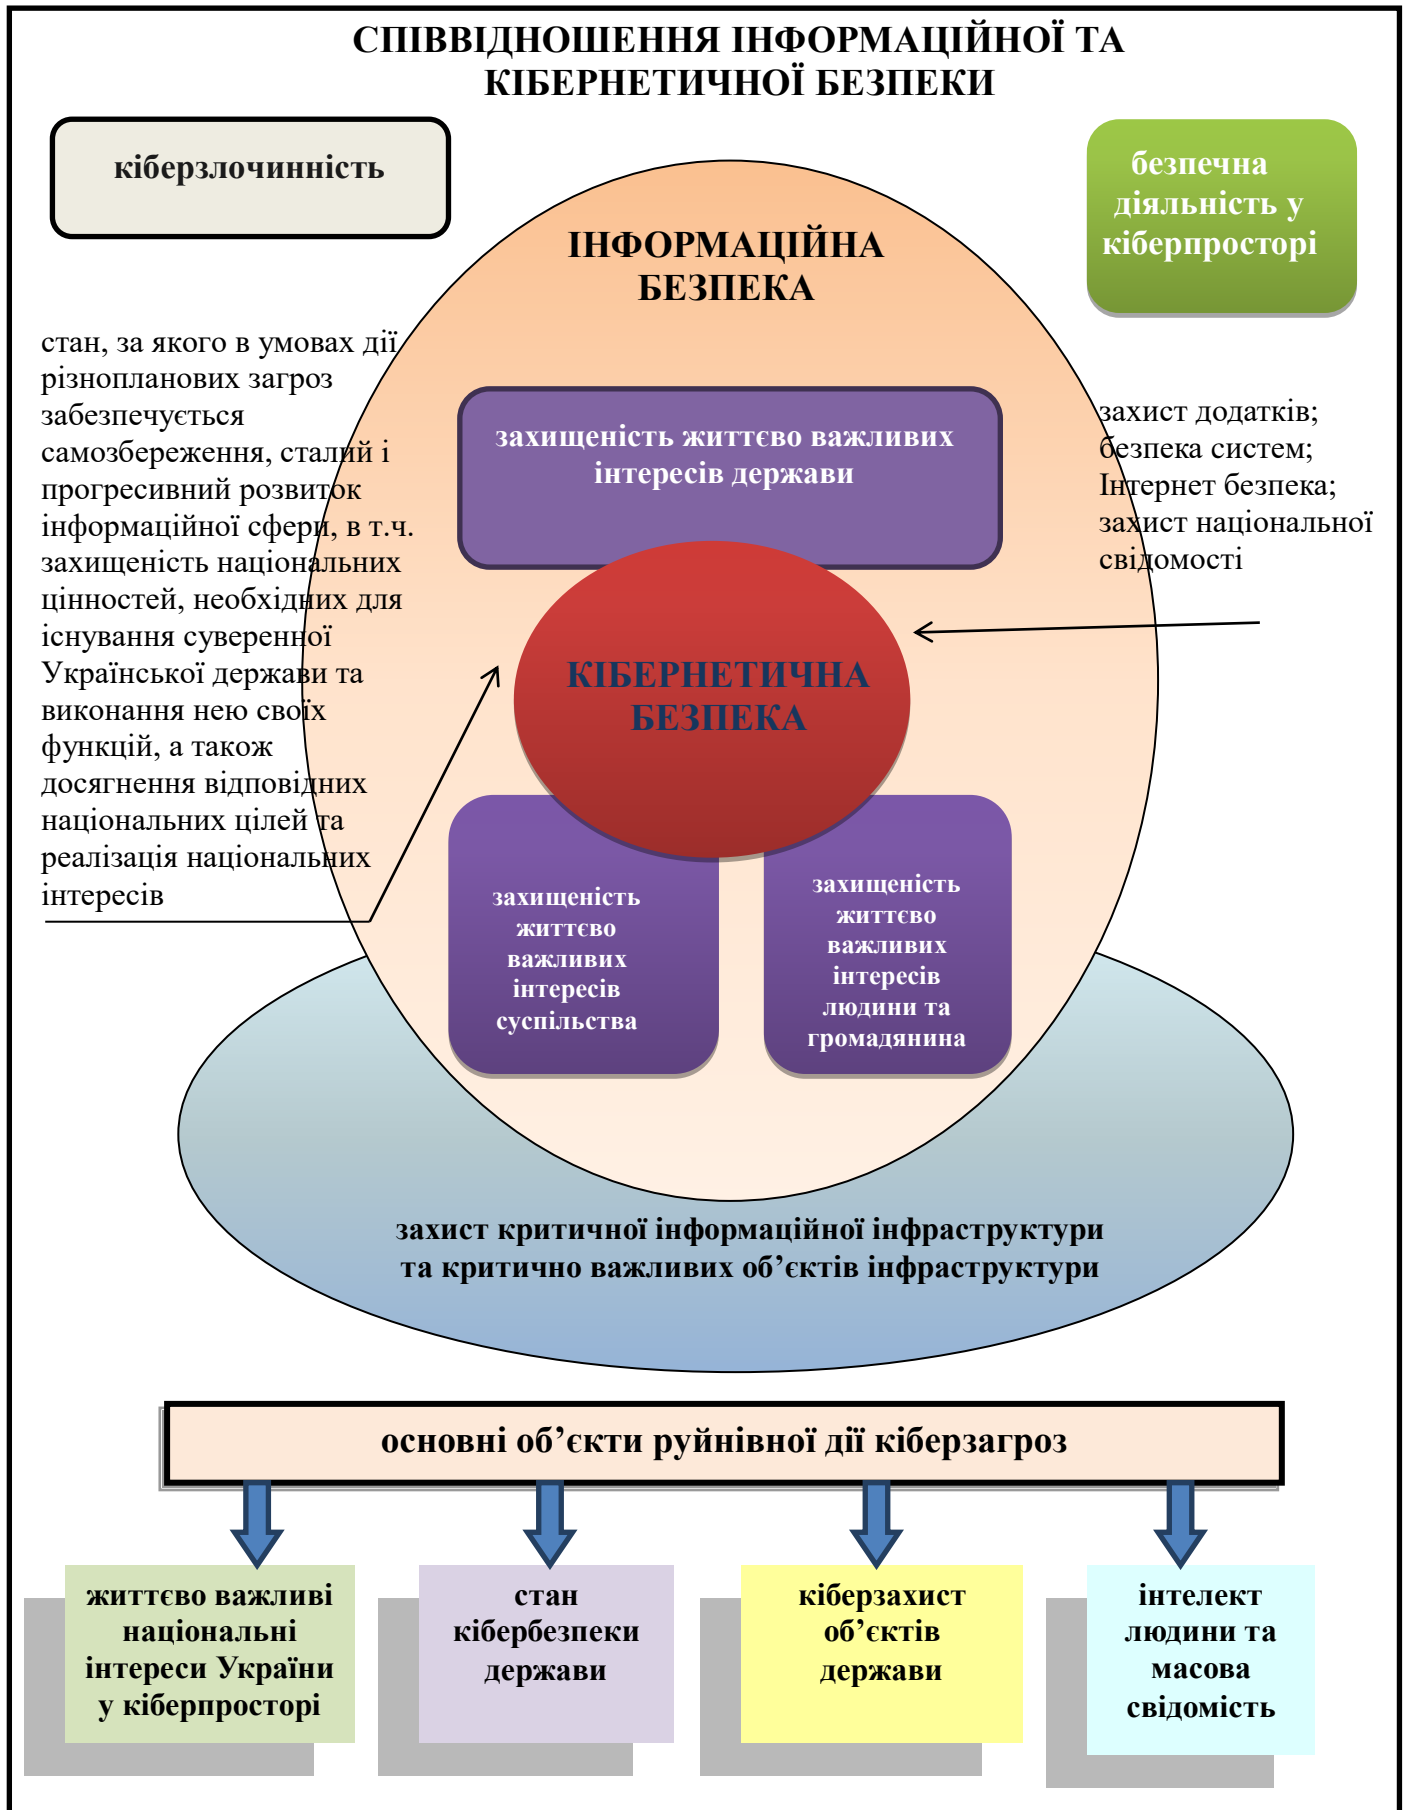 СПІВВІДНОШЕННЯ ІНФОРМАЦІЙНОЇ ТА
КІБЕРНЕТИЧНОЇ БЕЗПЕКИ
кіберзлочинність
безпечна
діяльність у
кіберпросторі
ІНФОРМАЦІЙНА
БЕЗПЕКА
стан, за якого в умовах дії
різнопланових загроз
забезпечується
самозбереження, сталий і
прогресивний розвиток
інформаційної сфери, в т.ч.
захищеність національних
цінностей, необхідних для
існування суверенної
Української держави та
виконання нею своїх
функцій, а також
досягнення відповідних
національних цілей та
реалізація національних
інтересів
захищеність життєво важливих
інтересів держави
захист додатків;
безпека систем;
Інтернет безпека;
захист національної
свідомості
КІБЕРНЕТИЧНА
БЕЗПЕКА
захищеність
життєво
важливих
інтересів
суспільства
захищеність
життєво
важливих
інтересів
людини та
громадянина
захист критичної інформаційної інфраструктури
та критично важливих об’єктів інфраструктури
основні об’єкти руйнівної дії кіберзагроз
життєво важливі
національні
інтереси України
у кіберпросторі
стан
кібербезпеки
держави
кіберзахист
об’єктів
держави
інтелект
людини та
масова
свідомість